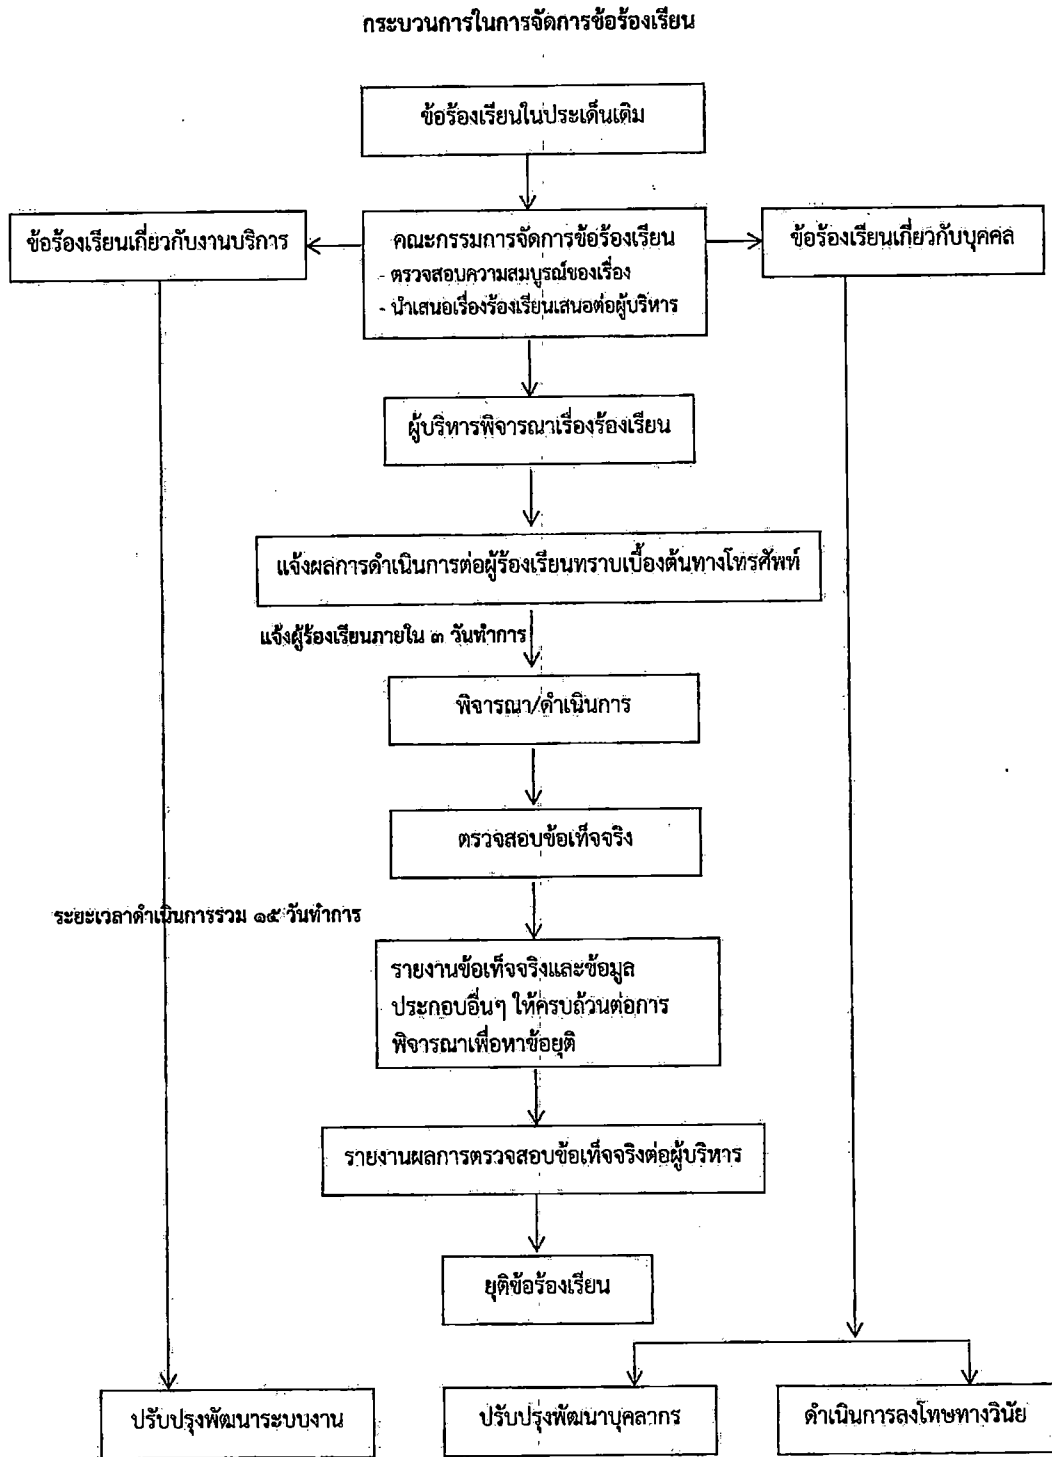 กระบวนการในการจัดการข้อร้องเรียน
ข้อร้องเรียนในประเด็นเดิม
ข้อร้องเรียนเกี่ยวกับงานบริการ
คณะกรรมการจัดการข้อร้องเรียน
- ตรวจสอบความสมบูรณ์ของเรื่อง
- นำเสนอเรื่องร้องเรียนเสนอต่อผู้บริหาร
ข้อร้องเรียนเกี่ยวกับบุคคล
ผู้บริหารพิจารณาเรื่องร้องเรียน
แจ้งผลการดำเนินการต่อผู้ร้องเรียนทราบเบื้องต้นทางโทรศัพท์
แจ้งผู้ร้องเรียนภายใน ๓ วันทำการ
พิจารณา/ดำเนินการ
ตรวจสอบข้อเท็จจริง
ระยะเวลาดำเนินการรวม ๑๕ วันทำการ
รายงานข้อเท็จจริงและข้อมูล
ประกอบอื่นๆ ให้ครบถ้วนต่อการ
พิจารณาเพื่อหาข้อยุติ
รายงานผลการตรวจสอบข้อเท็จจริงต่อผู้บริหาร
ยุติข้อร้องเรียน
ปรับปรุงพัฒนาระบบงาน
ปรับปรุงพัฒนาบุคลากร
ดำเนินการลงโทษทางวินัย